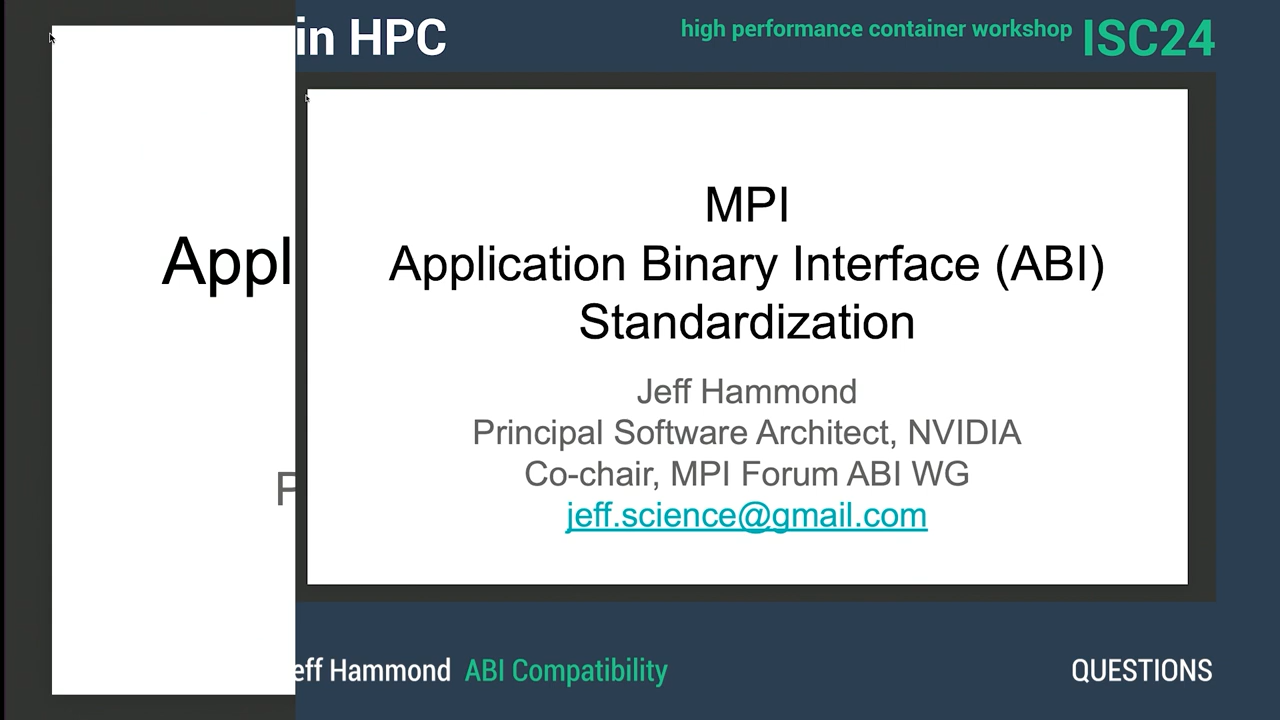 in HPC
high performance container workshop ISC24
MPI
Application Binary Interface (ABI)
Standardization
Jeff Hammond
Principal Software Architect, NVIDIA
Co-chair, MPI Forum ABI WG
jeff.science@gmail.com
Appl
P
eff Hammond ABI Compatibility
QUESTIONS